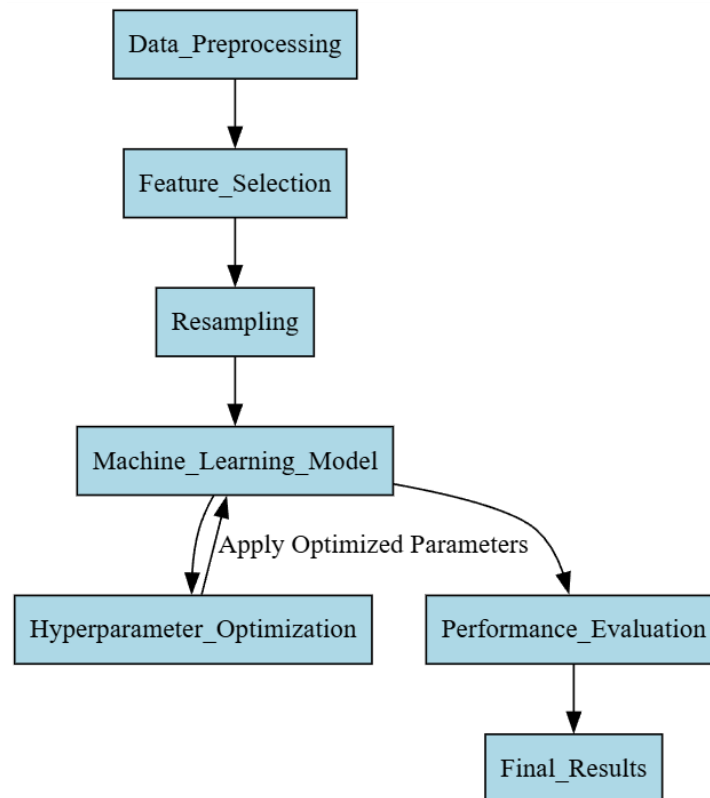 Data_Preprocessing
Feature_Selection
Resampling
Machine_Learning_Model
Apply Optimized Parameters
Hyperparameter_Optimization
Performance_Evaluation
Final_Results